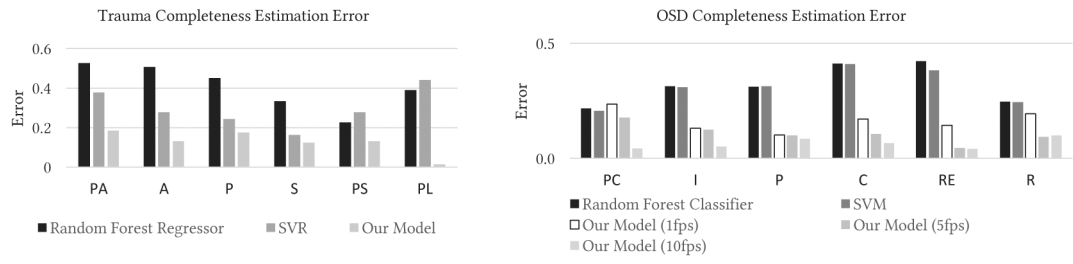 Trauma Completeness Estimation Error
Error
0.6
0.4
0.2
0
PA A P S PS PL
Random Forest Regressor SVR Our Model
OSD Completeness Estimation Error
Error
0.5
0.0
PC I P C RE R
Random Forest Classifier SVM
Our Model (1fps) Our Model (5fps)
Our Model (10fps)